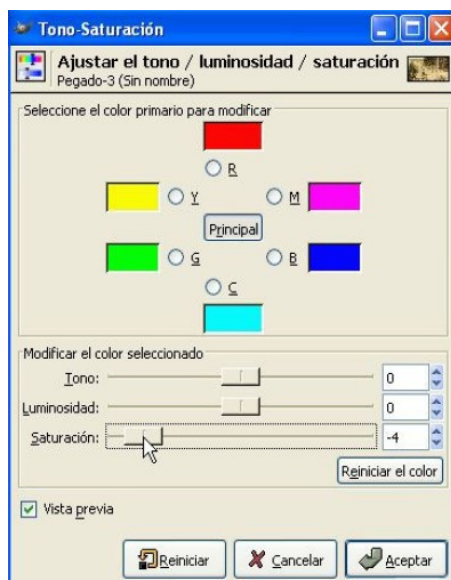 Tono-Saturación
Ajustar el tono / luminosidad / saturación
Pegado-3 (Sin nombre)
Seleccione el color primario para modificar
R
Y M
Principal
G B
C
Modificar el color seleccionado
Tono: 0
Luminosidad: 0
Saturación: -4
Reiniciar el color
Vista previa
Reiniciar Cancelar Aceptar